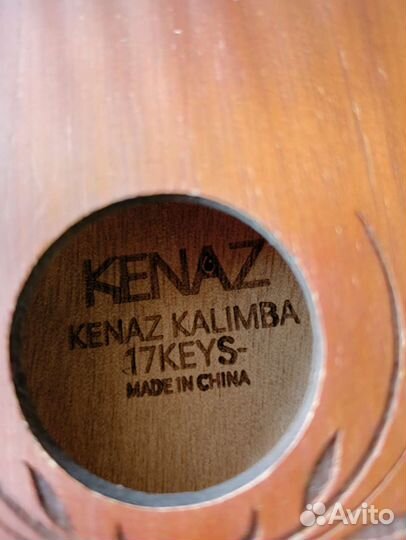 KENAZ
KENAZ KALIMBA
17KEYS-
MADE IN CHINA
Avito